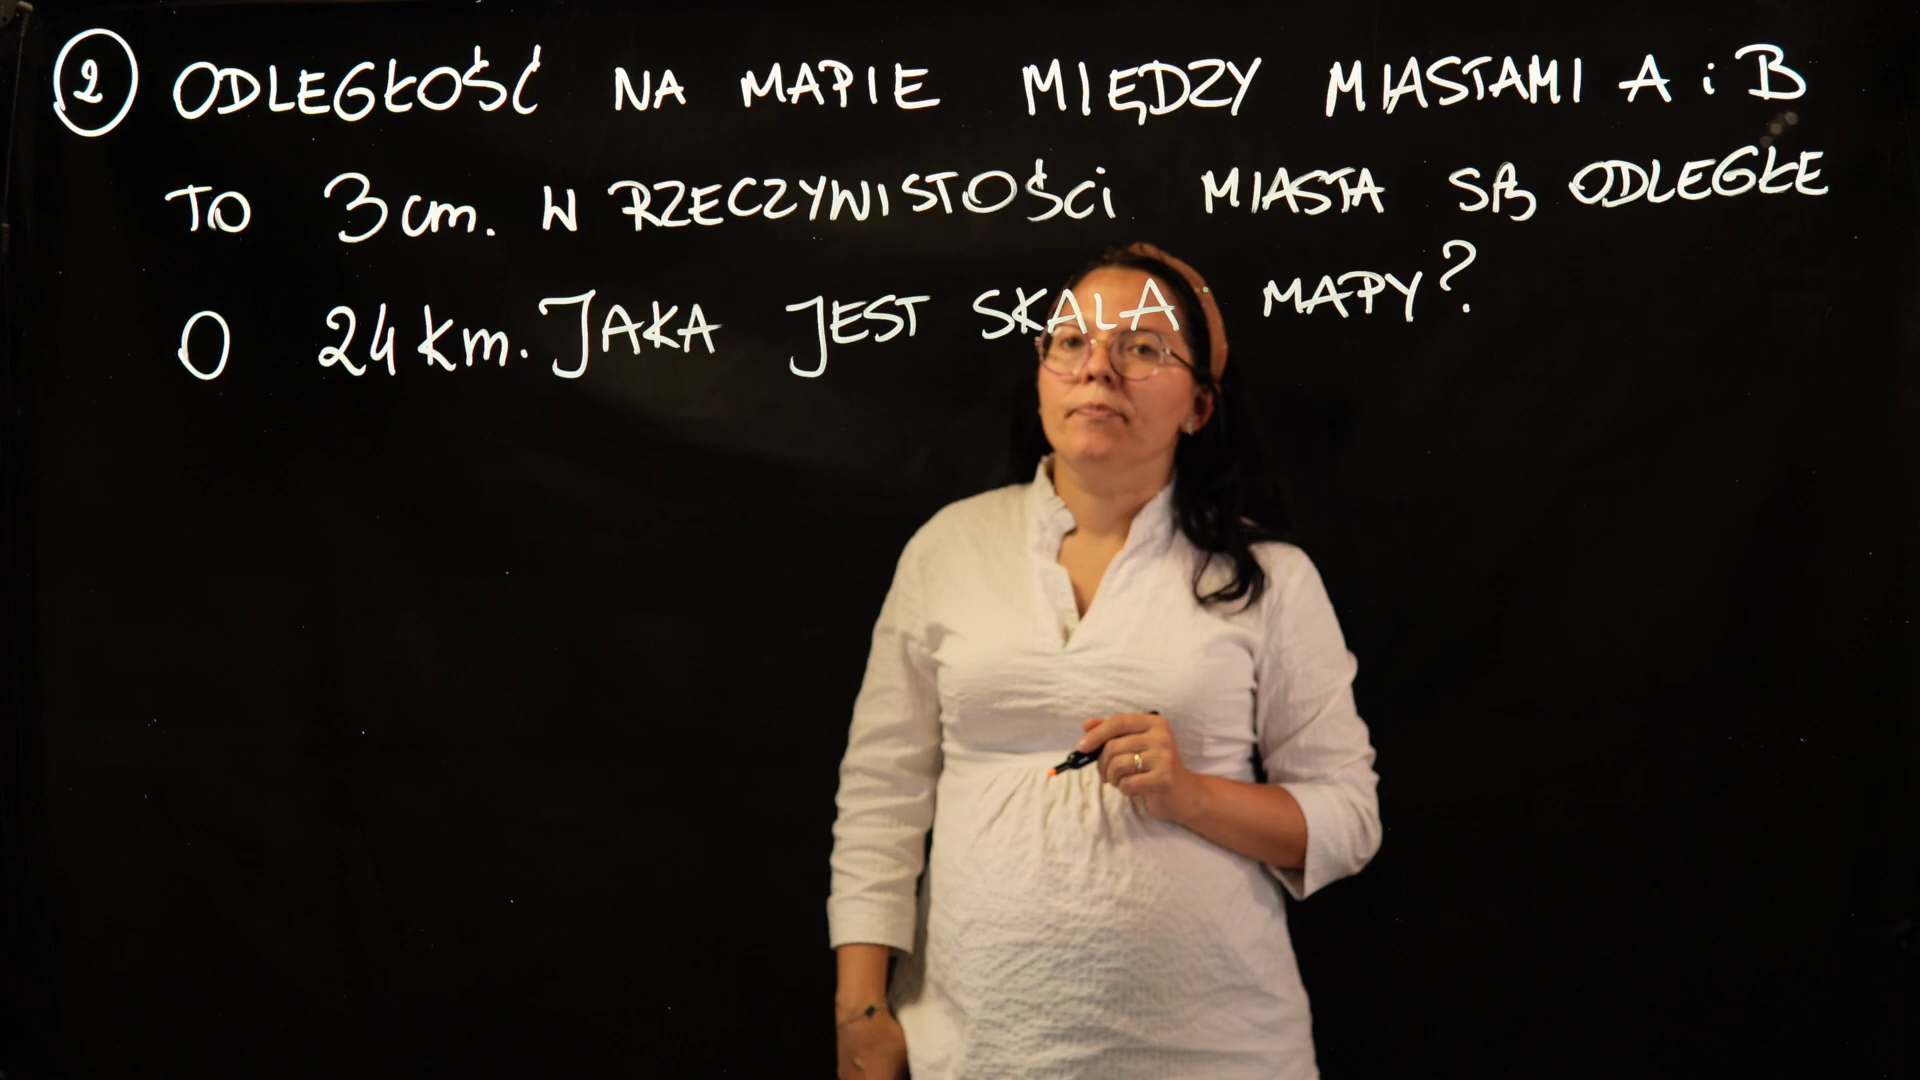 2 ODLEGŁOŚĆ NA MAPIE MIĘDZY MIASTAMI A i B
TO 3 cm. W RZECZYWISTOŚCi MIASTA SĄ ODLEGŁE
O 24 km. JAKA JEST SKALA MAPY?